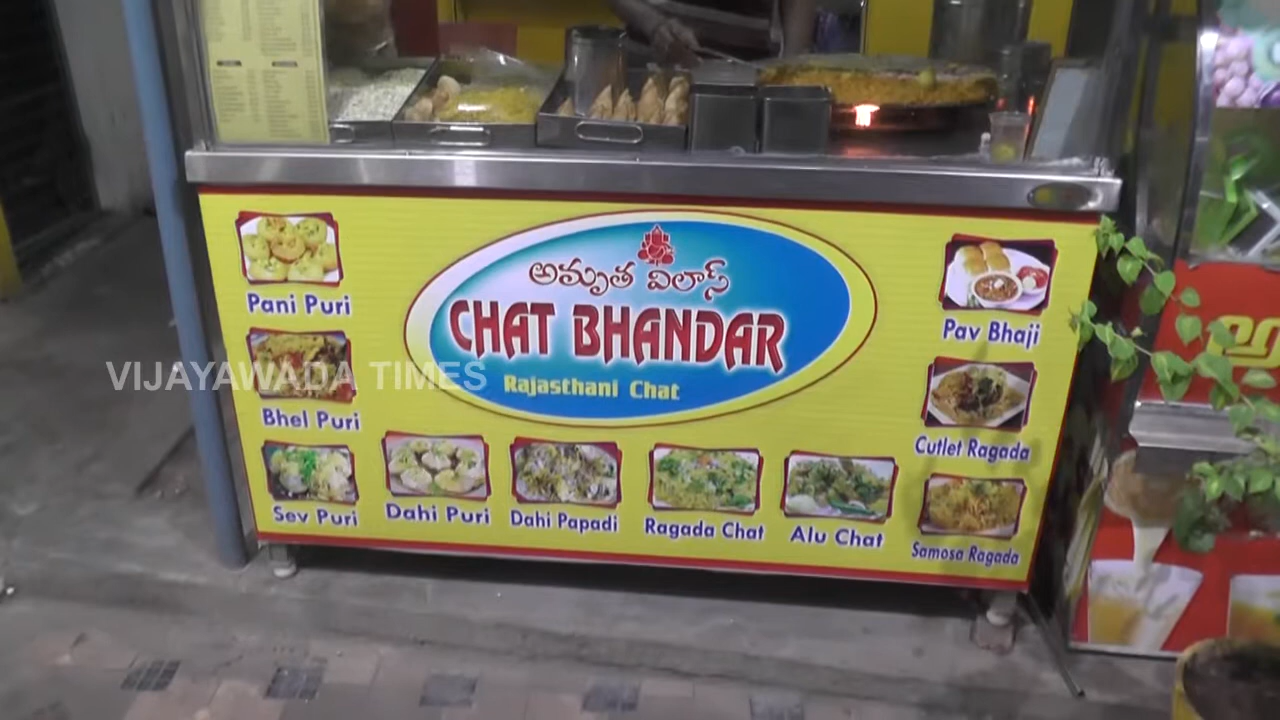 అమృత విలాస్
CHAT BHANDAR
Rajasthani Chat
Pani Puri
Pav Bhaji
VIJAYAWADA TIMES
Bhel Puri
Cutlet Ragada
Sev Puri
Dahi Puri
Dahi Papadi
Ragada Chat
Alu Chat
Samosa Ragada